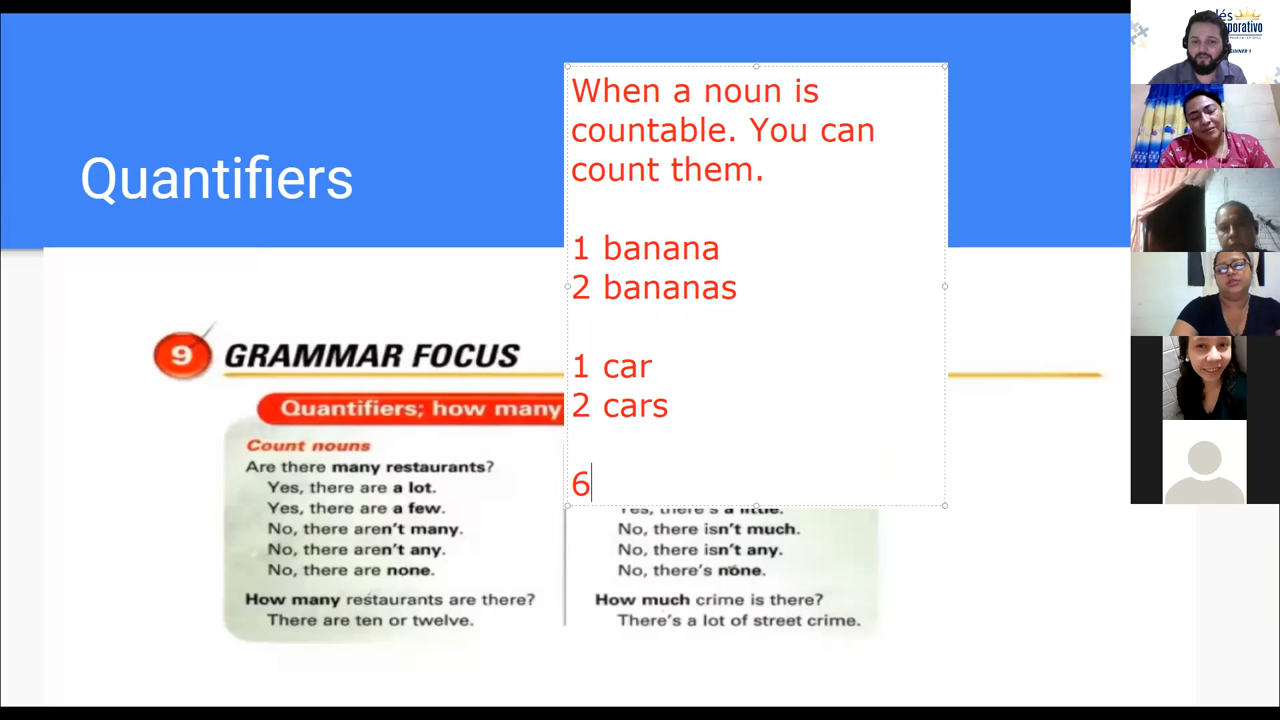 Quantifiers
When a noun is
countable. You can
count them.
1 banana
2 bananas
1 car
2 cars
6
9 GRAMMAR FOCUS
Quantifiers; how many
Count nouns
Are there many restaurants?
Yes, there are a lot.
Yes, there are a few.
No, there aren't many.
No, there aren't any.
No, there are none.
How many restaurants are there?
There are ten or twelve.
Yes, there's a little.
No, there isn't much.
No, there isn't any.
No, there's none.
How much crime is there?
There's a lot of street crime.